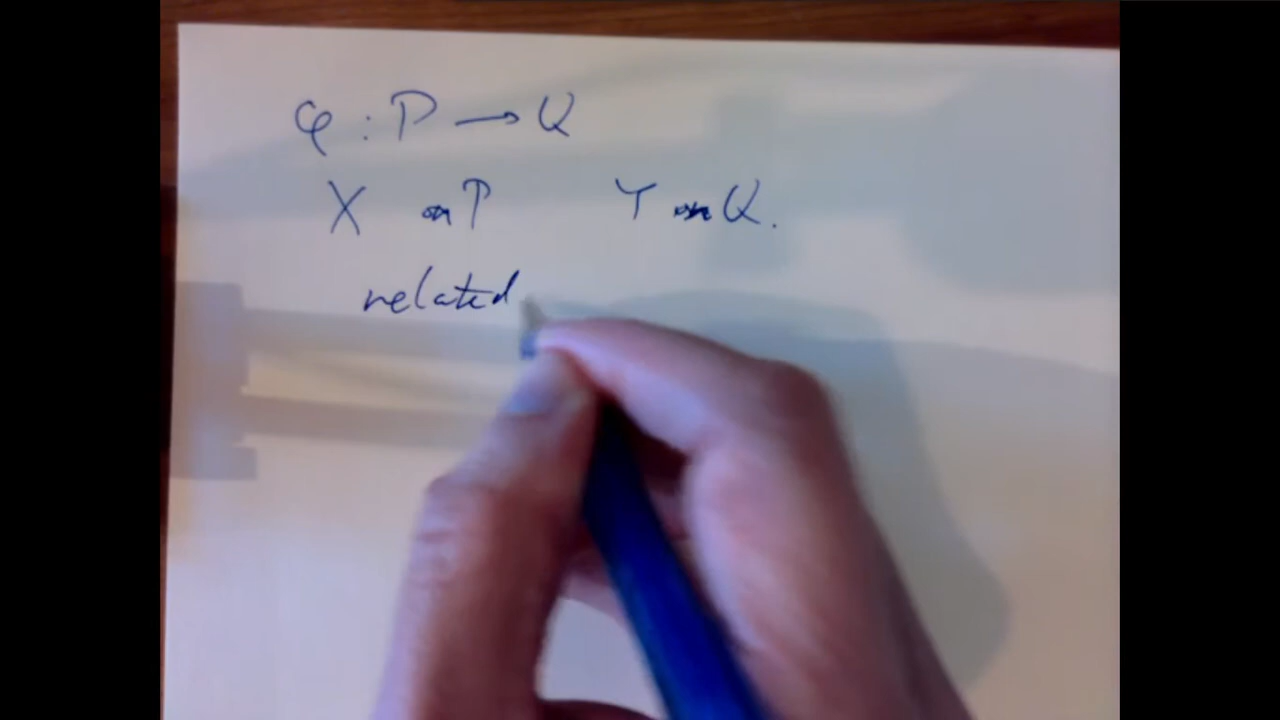 φ : P → Q
X on P Y on Q.
related